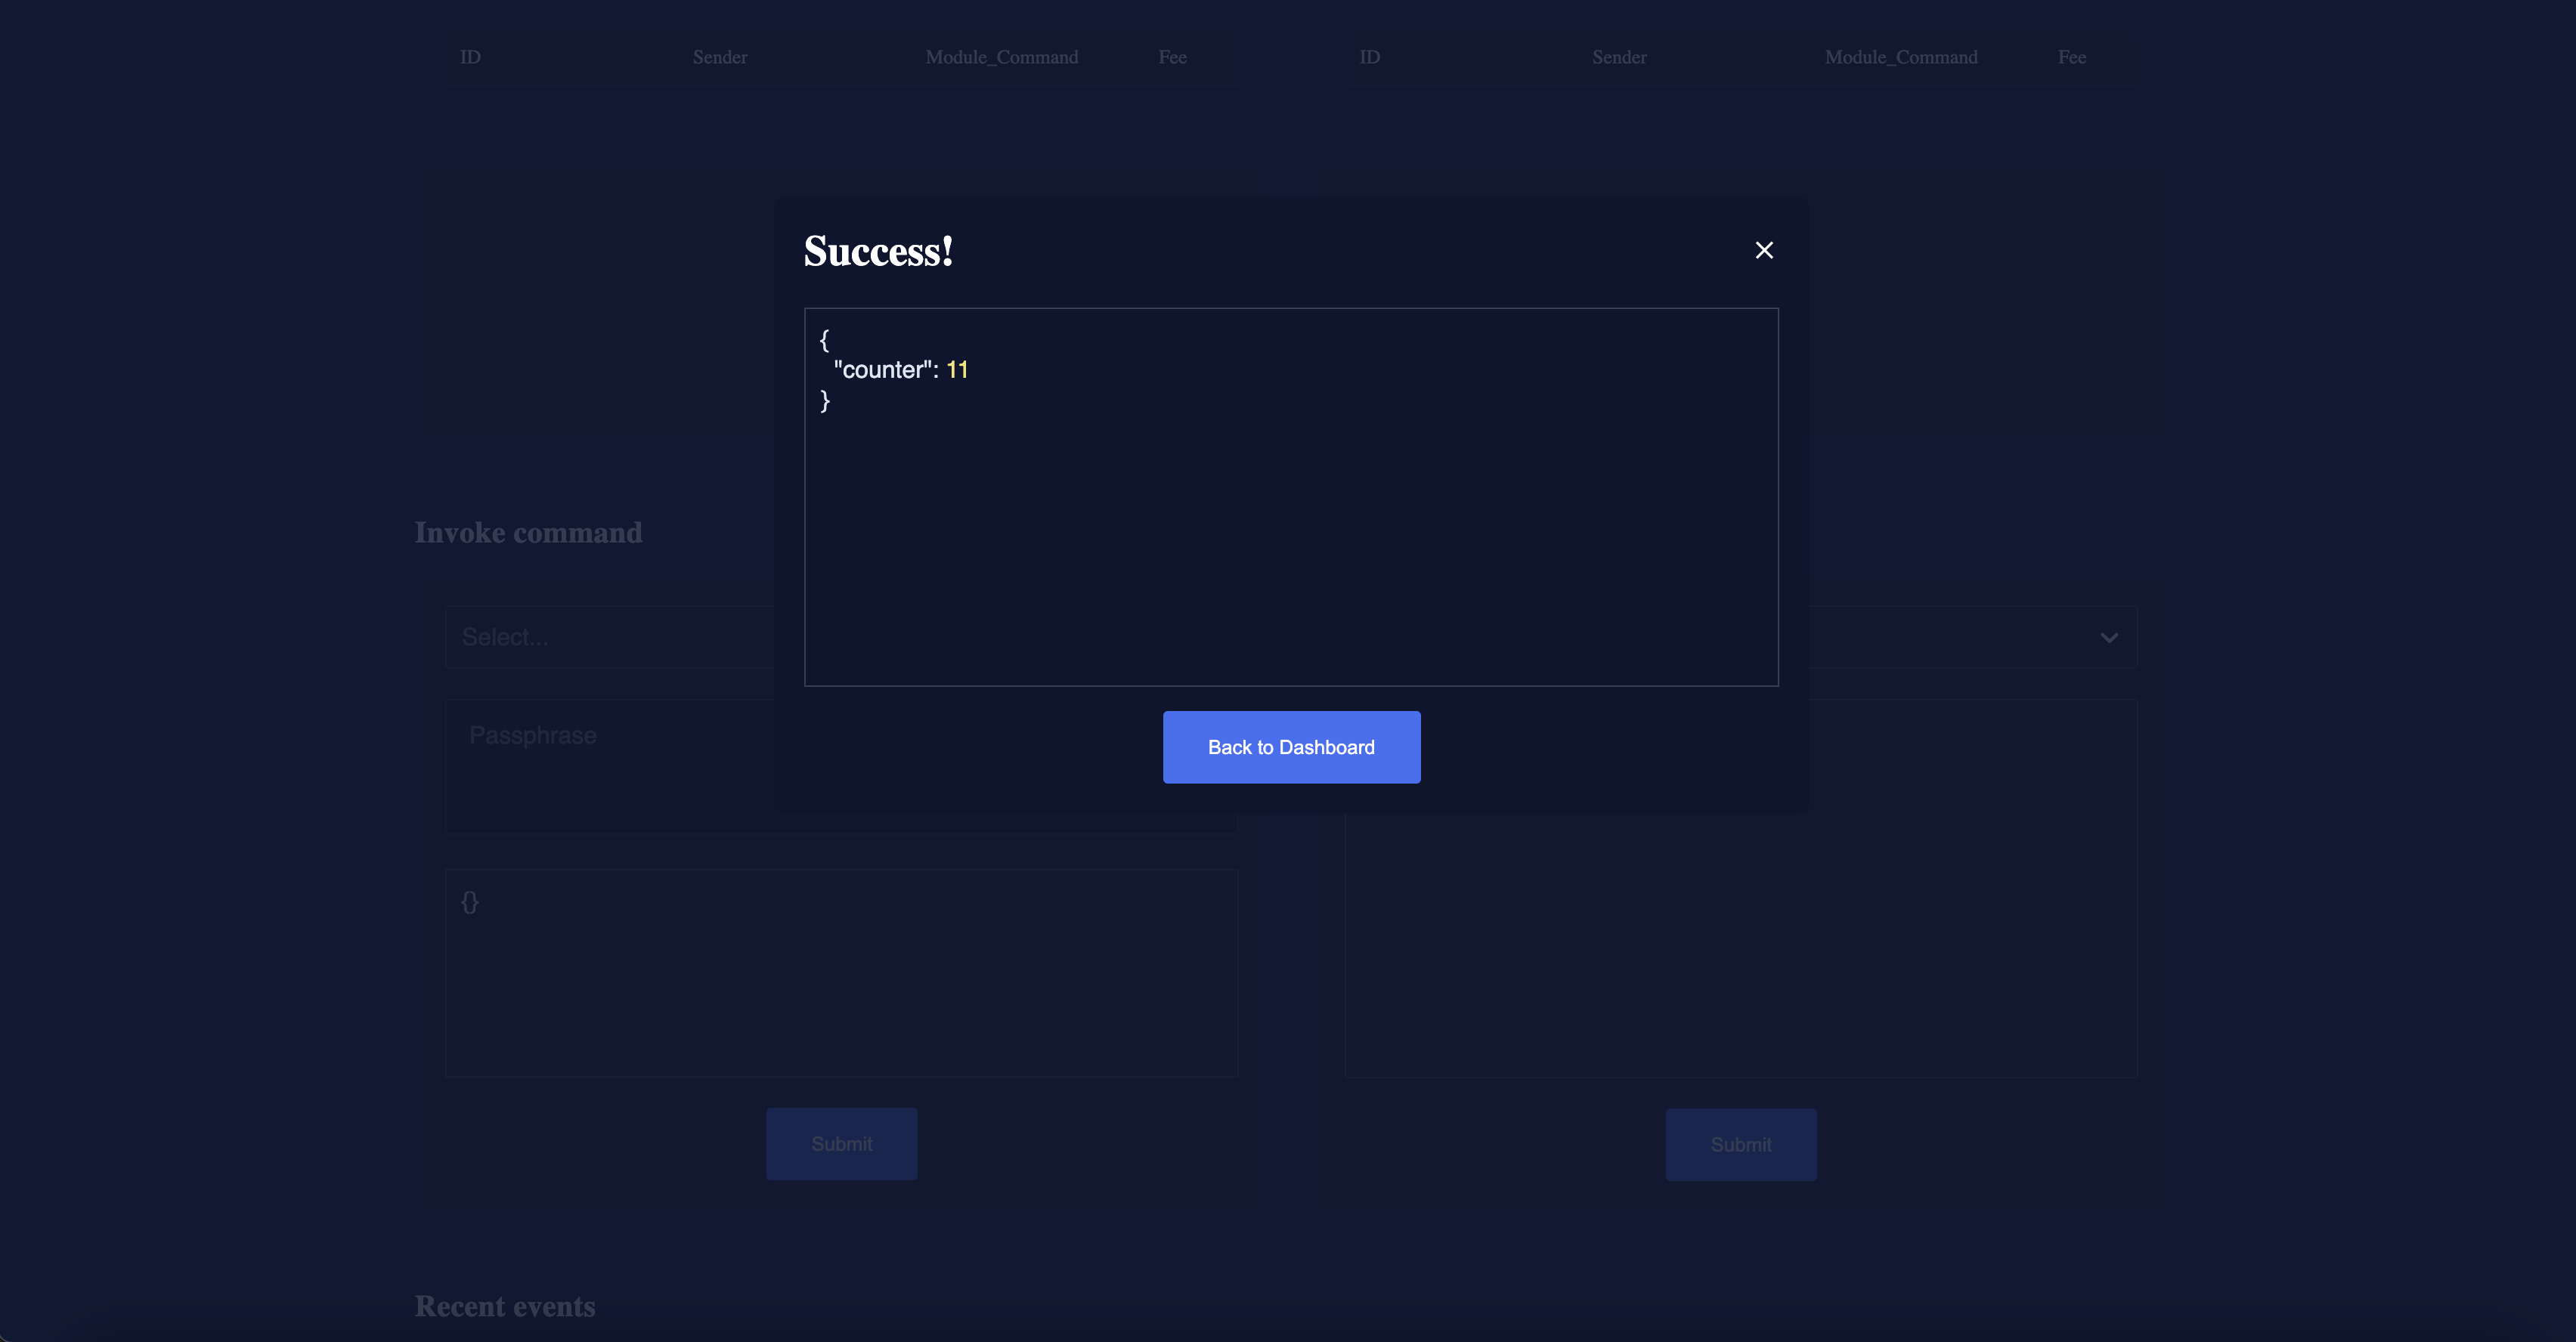 ID Sender Module_Command Fee ID Sender Module_Command Fee
Success!
{
"counter": 11
}
Back to Dashboard
Invoke command
Select...
Passphrase
{}
Submit
Submit
Recent events